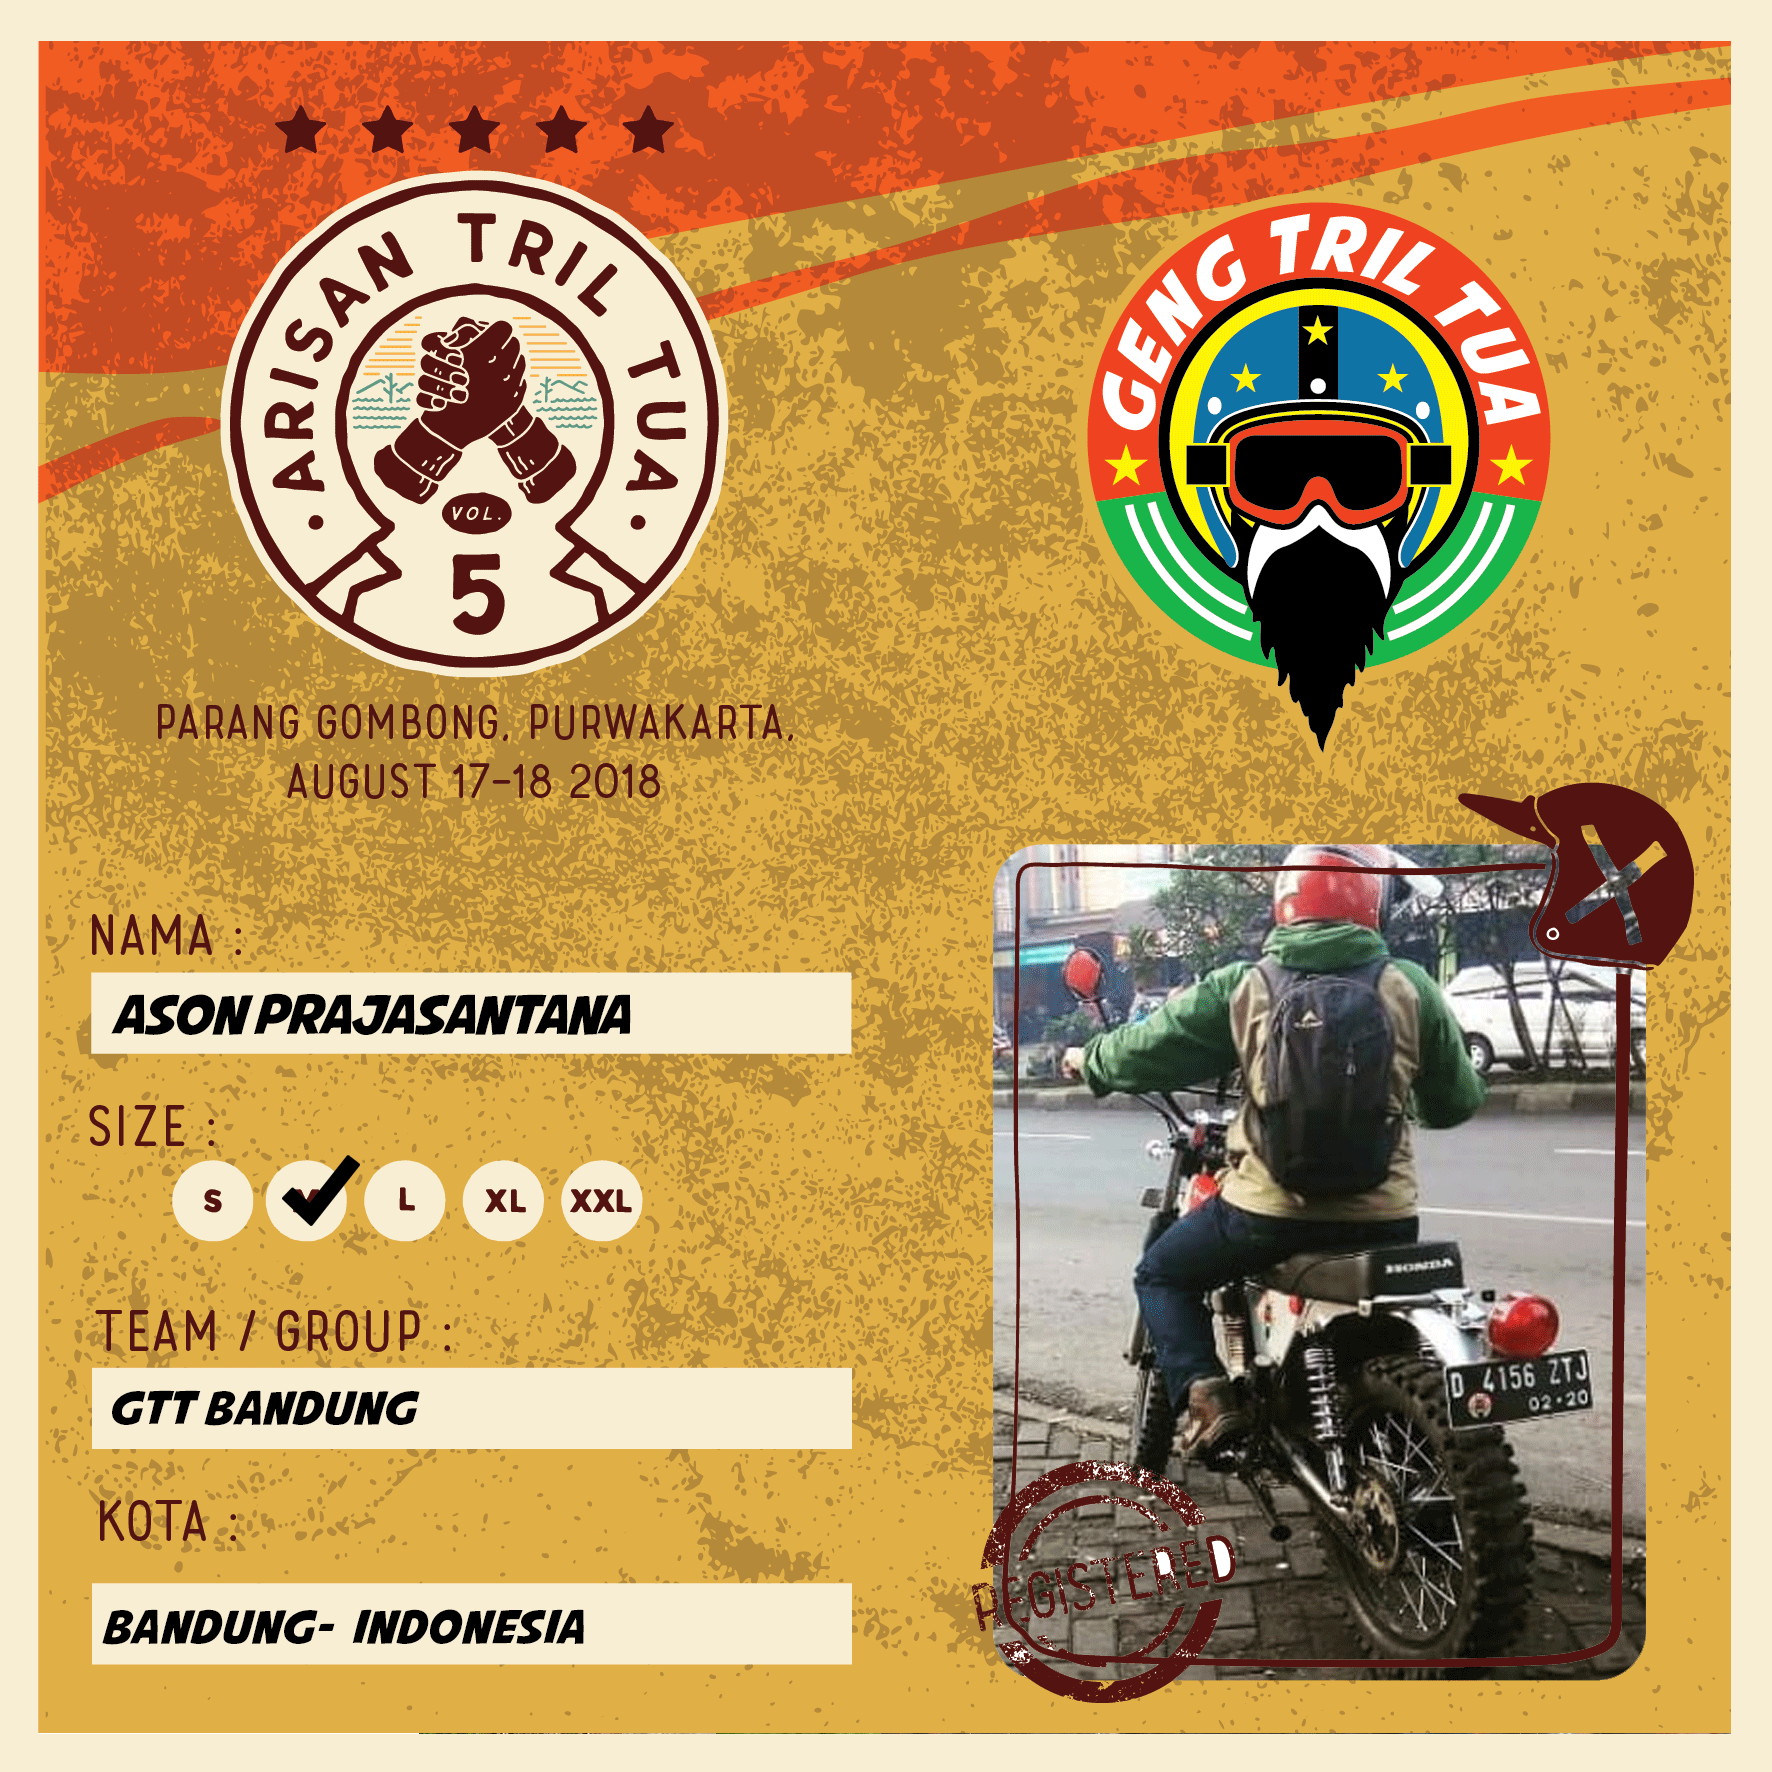 ARISAN TRIL TUA
VOL.
5
GENG TRIL TUA
PARANG GOMBONG, PURWAKARTA,
AUGUST 17-18 2018
NAMA :
ASON PRAJASANTANA
SIZE :
S L XL XXL
TEAM / GROUP :
GTT BANDUNG
KOTA :
BANDUNG- INDONESIA
HONDA
D 4156 ZTJ
02·20
REGISTERED